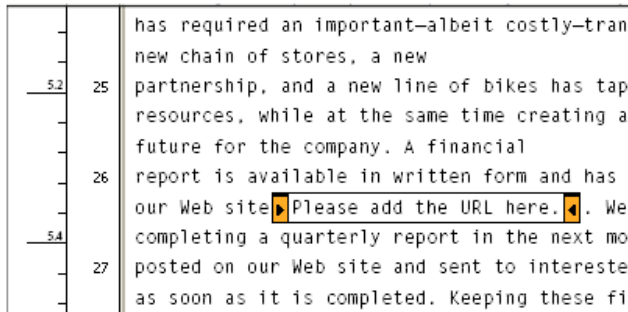 has required an important—albeit costly—tran
new chain of stores, a new
5.2 25 partnership, and a new line of bikes has tap
resources, while at the same time creating a
future for the company. A financial
26 report is available in written form and has
our Web site Please add the URL here. . We
5.4 completing a quarterly report in the next mo
27 posted on our Web site and sent to intereste
as soon as it is completed. Keeping these fi